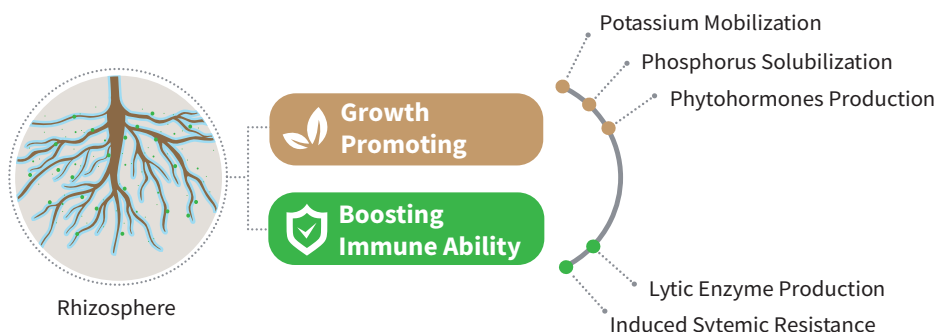 Potassium Mobilization
Phosphorus Solubilization
Phytohormones Production
Growth
Promoting
Boosting
Immune Ability
Lytic Enzyme Production
Induced Sytemic Resistance
Rhizosphere